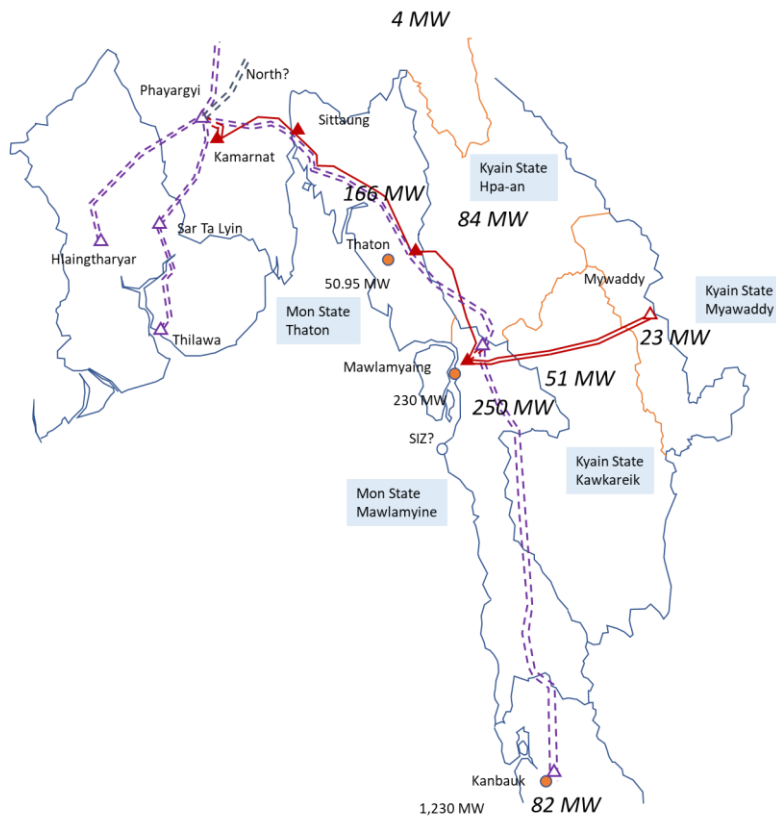 4 MW
North?
Phayargyi
Sittaung
Kamarnat
Kyain State
Hpa-an
166 MW
84 MW
Sar Ta Lyin
Hlaingtharyar
Thaton
Mywaddy
50.95 MW
Kyain State
Myawaddy
Mon State
Thaton
Thilawa
23 MW
Mawlamyaing
51 MW
230 MW
250 MW
SIZ?
Kyain State
Kawkareik
Mon State
Mawlamyine
Kanbauk
1,230 MW
82 MW